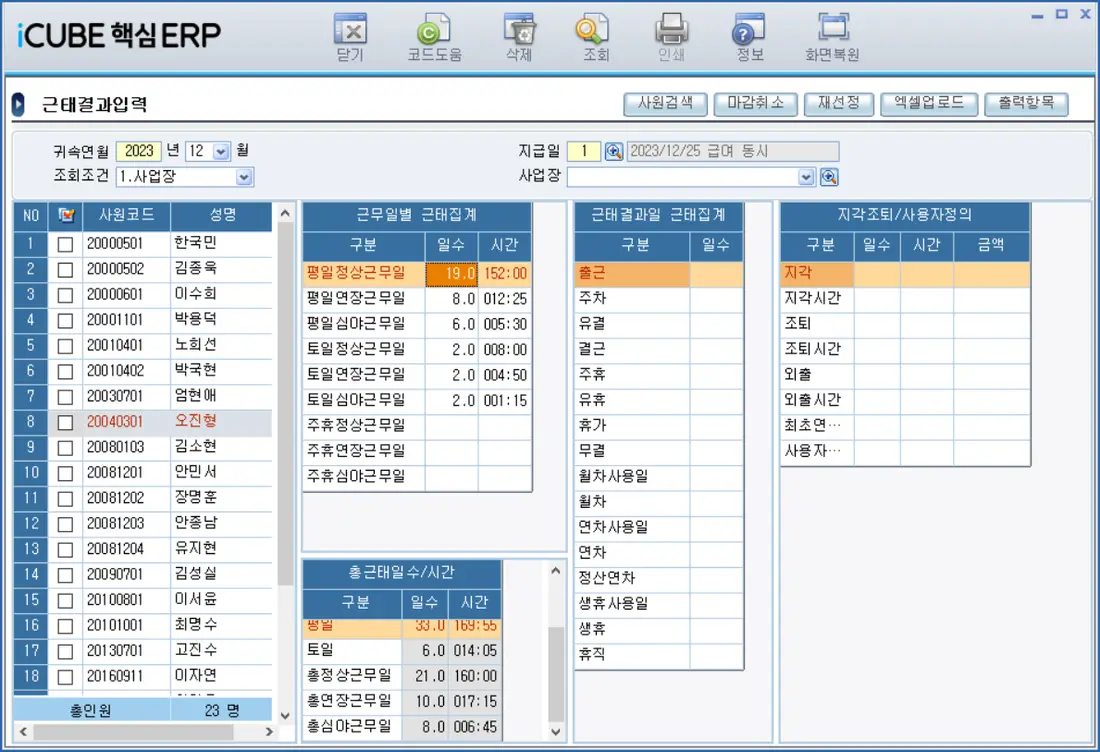 iCUBE 핵심ERP
닫기 코드도움 삭제 조회 인쇄 정보 화면복원
근태결과입력
사원검색 마감취소 재선정 엑셀업로드 출력항목
귀속연월 2023 년 12 월 지급일 1 2023/12/25 급여 동시
조회조건 1.사업장 사업장
NO 사원코드 성명
1 20000501 한국민
2 20000502 김종욱
3 20000601 이수희
4 20001101 박용덕
5 20010401 노희선
6 20010402 박국현
7 20030701 엄현애
8 20040301 오진형
9 20080103 김소현
10 20081201 안민서
11 20081202 장명훈
12 20081203 안종남
13 20081204 유지현
14 20090701 김성실
15 20100801 이서윤
16 20101001 최명수
17 20130701 고진수
18 20160911 이자연
총인원 23 명
근무일별 근태집계
구분 일수 시간
평일정상근무일 19.0 152:00
평일연장근무일 8.0 012:25
평일심야근무일 6.0 005:30
토일정상근무일 2.0 008:00
토일연장근무일 2.0 004:50
토일심야근무일 2.0 001:15
주휴정상근무일
주휴연장근무일
주휴심야근무일
총근태일수/시간
구분 일수 시간
평일 33.0 169:55
토일 6.0 014:05
총정상근무일 21.0 160:00
총연장근무일 10.0 017:15
총심야근무일 8.0 006:45
근태결과일 근태집계
구분 일수
출근
주차
유결
결근
주휴
유휴
휴가
무결
월차사용일
월차
연차사용일
연차
정산연차
생휴사용일
생휴
휴직
지각조퇴/사용자정의
구분 일수 시간 금액
지각
지각시간
조퇴
조퇴시간
외출
외출시간
최초연…
사용자…